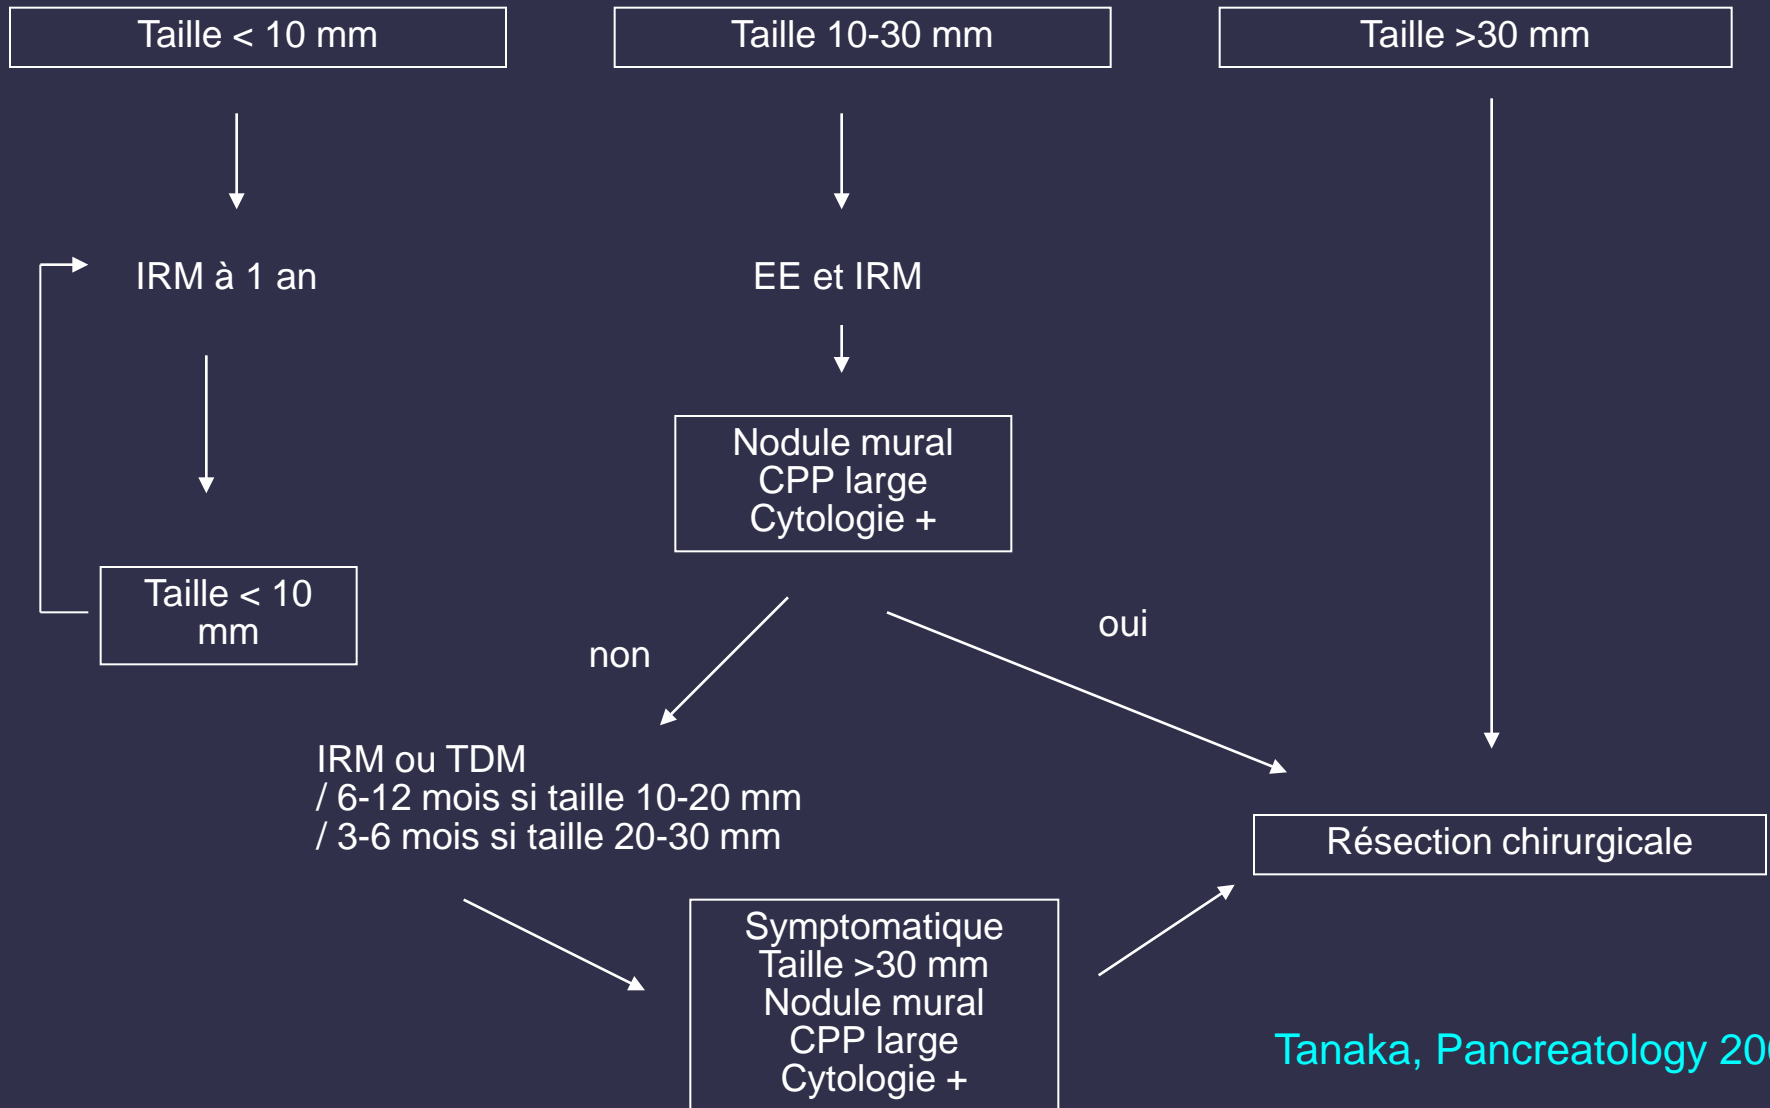 Taille < 10 mm
Taille 10-30 mm
Taille >30 mm
IRM à 1 an
EE et IRM
Nodule mural
CPP large
Cytologie +
Taille < 10
mm
oui
non
IRM ou TDM
/ 6-12 mois si taille 10-20 mm
/ 3-6 mois si taille 20-30 mm
Résection chirurgicale
Symptomatique
Taille >30 mm
Nodule mural
CPP large
Cytologie +
Tanaka, Pancreatology